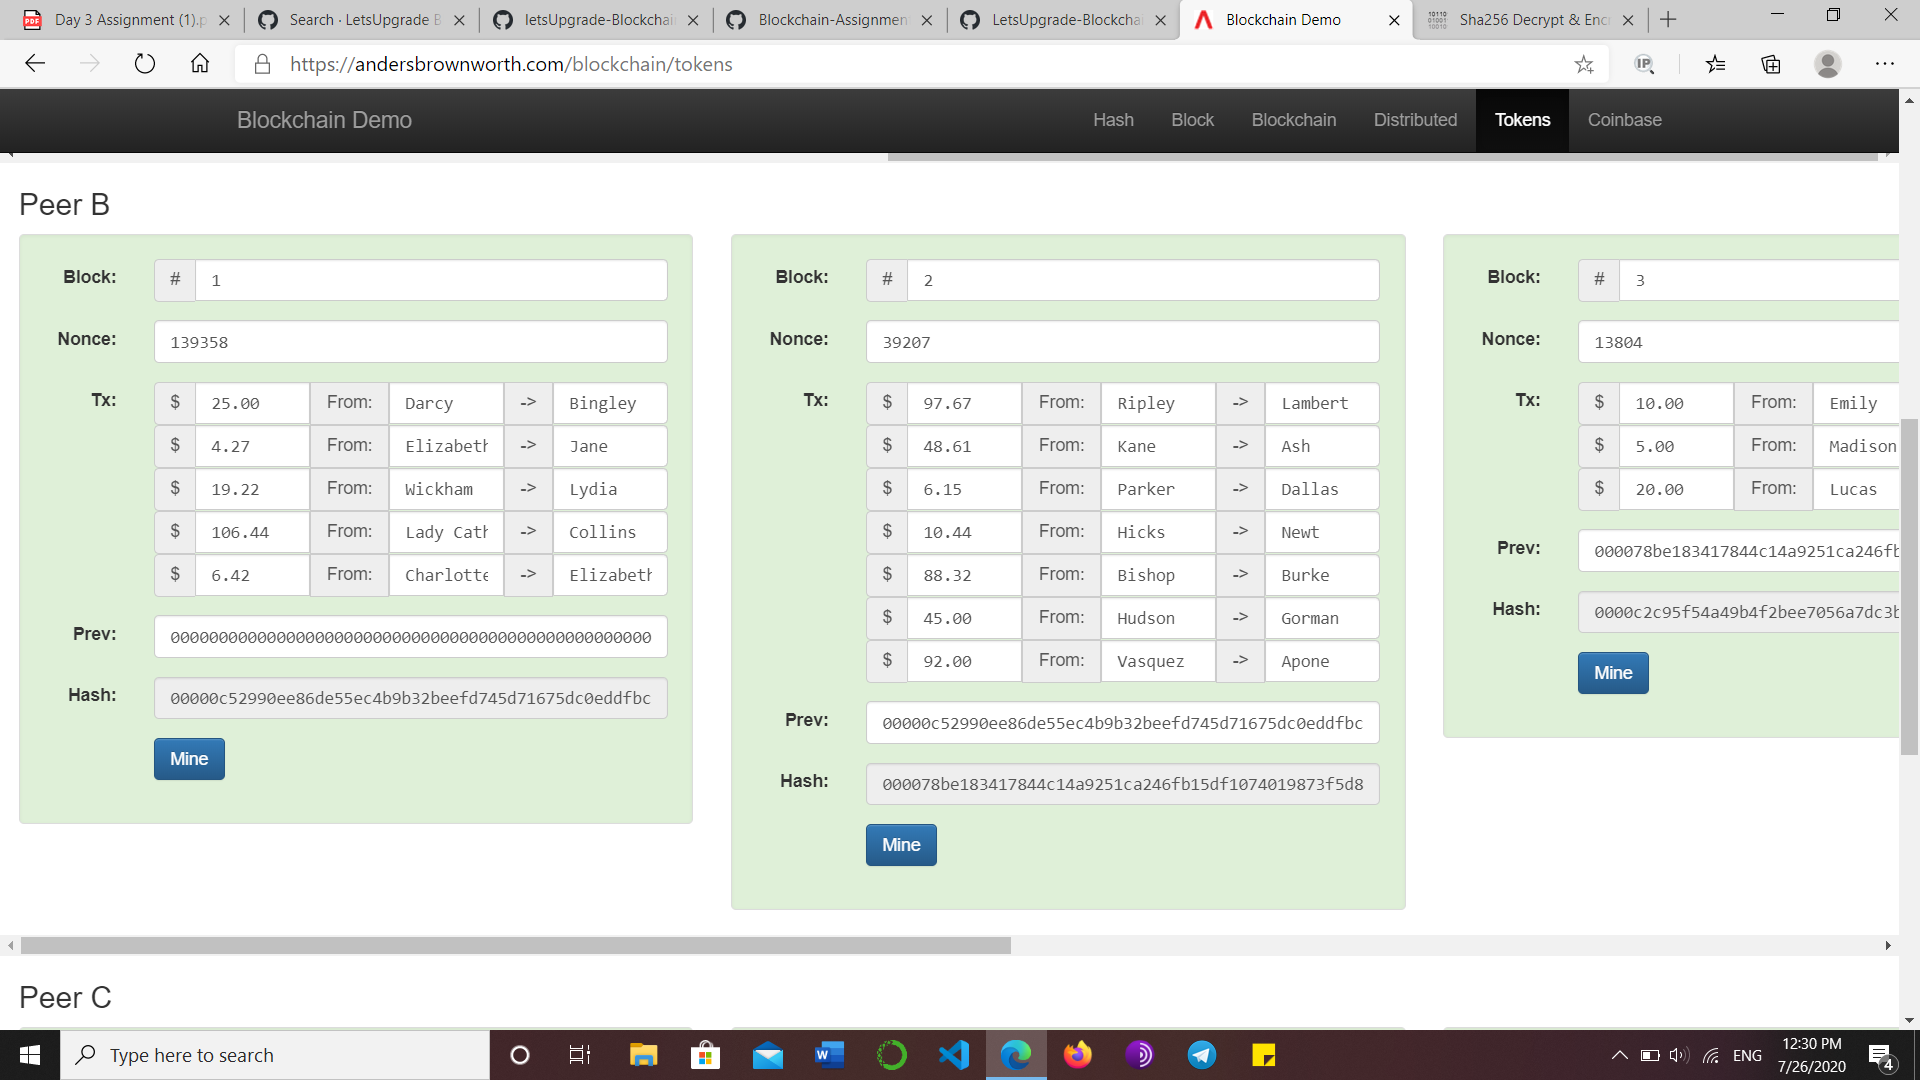 Day 3 Assignment (1).p
Search · LetsUpgrade B
letsUpgrade-Blockchai
Blockchain-Assignmen
LetsUpgrade-Blockcha
Blockchain Demo
Sha256 Decrypt & Enc
https://andersbrownworth.com/blockchain/tokens
Blockchain Demo
Hash Block Blockchain Distributed Tokens Coinbase
Peer B
Block: # 1
Nonce: 139358
Tx: $ 25.00 From: Darcy -> Bingley
$ 4.27 From: Elizabeth -> Jane
$ 19.22 From: Wickham -> Lydia
$ 106.44 From: Lady Cath -> Collins
$ 6.42 From: Charlotte -> Elizabeth
Prev: 00000000000000000000000000000000000000000000000000
Hash: 00000c52990ee86de55ec4b9b32beefd745d71675dc0eddfbc
Mine
Block: # 2
Nonce: 39207
Tx: $ 97.67 From: Ripley -> Lambert
$ 48.61 From: Kane -> Ash
$ 6.15 From: Parker -> Dallas
$ 10.44 From: Hicks -> Newt
$ 88.32 From: Bishop -> Burke
$ 45.00 From: Hudson -> Gorman
$ 92.00 From: Vasquez -> Apone
Prev: 00000c52990ee86de55ec4b9b32beefd745d71675dc0eddfbc
Hash: 000078be183417844c14a9251ca246fb15df1074019873f5d8
Mine
Block: # 3
Nonce: 13804
Tx: $ 10.00 From: Emily
$ 5.00 From: Madison
$ 20.00 From: Lucas
Prev: 000078be183417844c14a9251ca246fb
Hash: 0000c2c95f54a49b4f2bee7056a7dc3b
Mine
Peer C
Type here to search
ENG
12:30 PM
7/26/2020
4